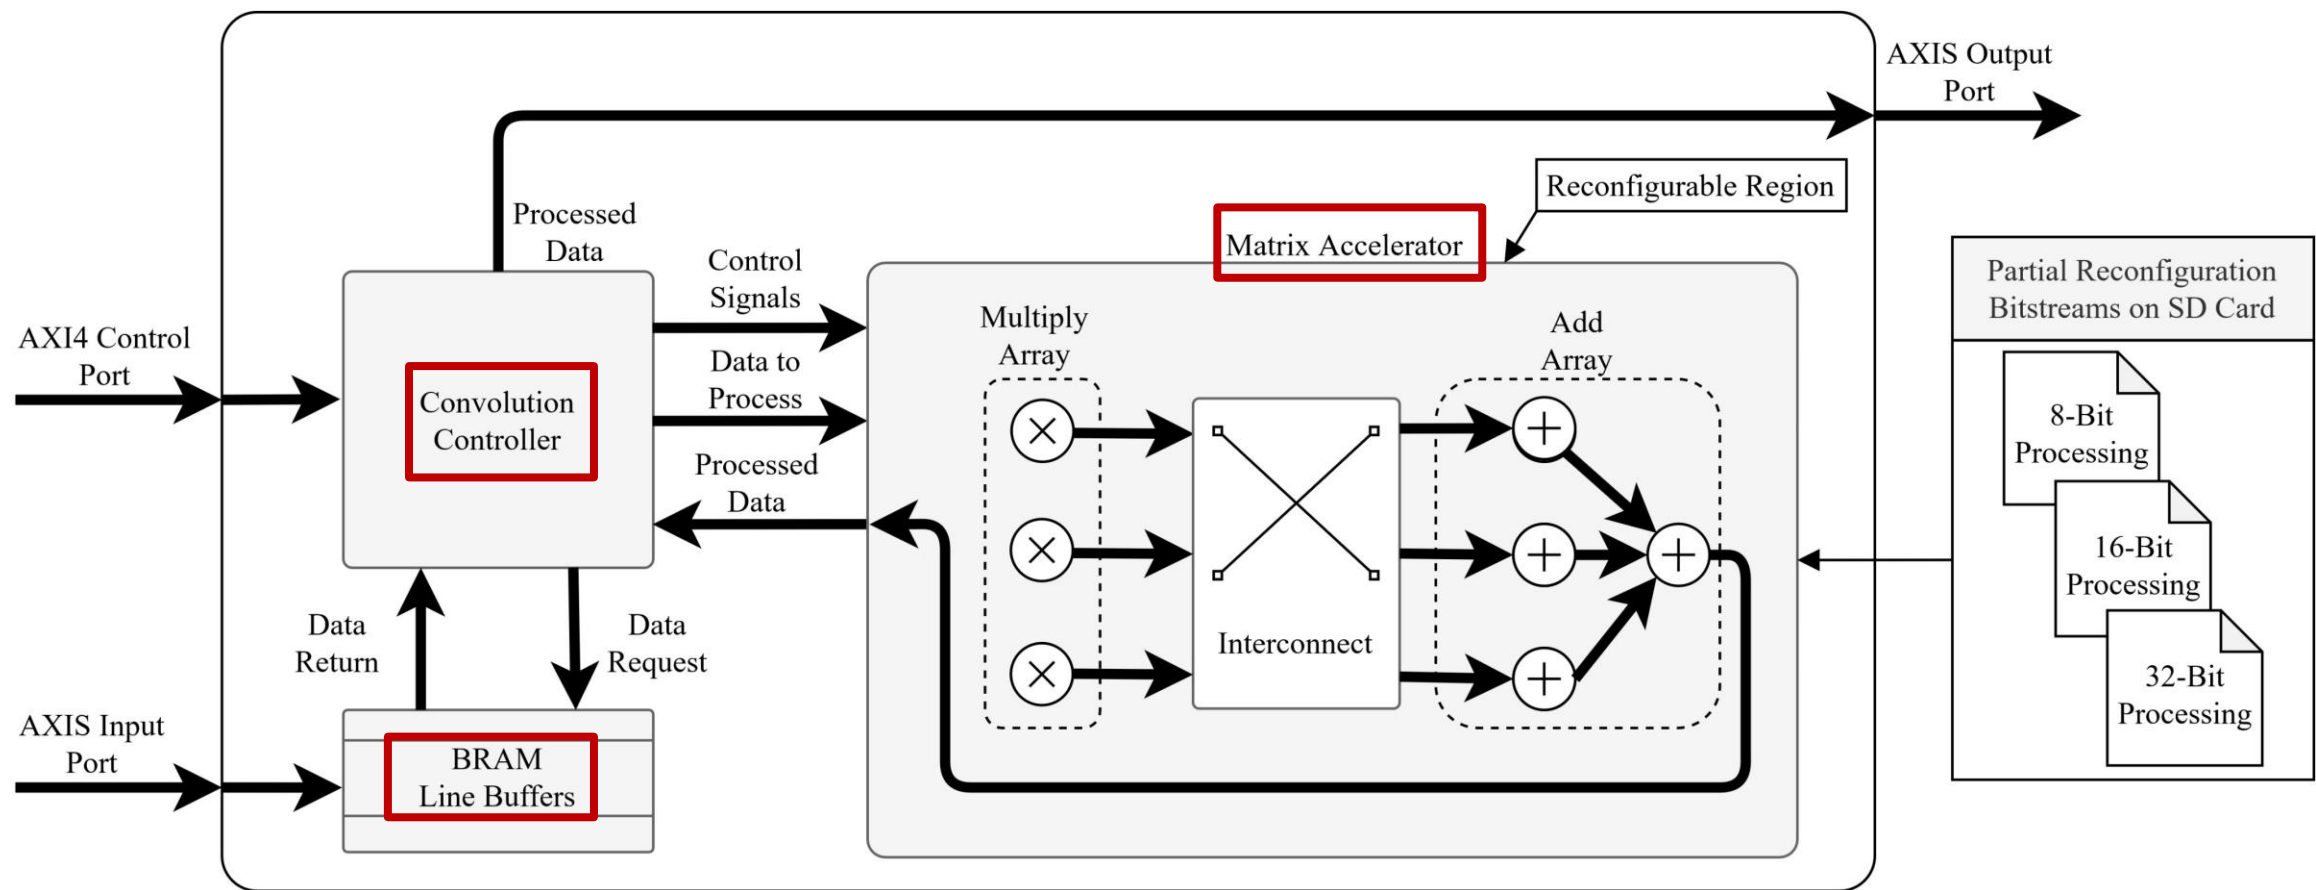 AXIS Output
Port
Reconfigurable Region
Processed
Data
Control
Signals
Matrix Accelerator
Partial Reconfiguration
Bitstreams on SD Card
AXI4 Control
Port
Convolution
Controller
Data to
Process
Processed
Data
Multiply
Array
Add
Array
Interconnect
8-Bit
Processing
16-Bit
Processing
32-Bit
Processing
Data
Return
Data
Request
AXIS Input
Port
BRAM
Line Buffers